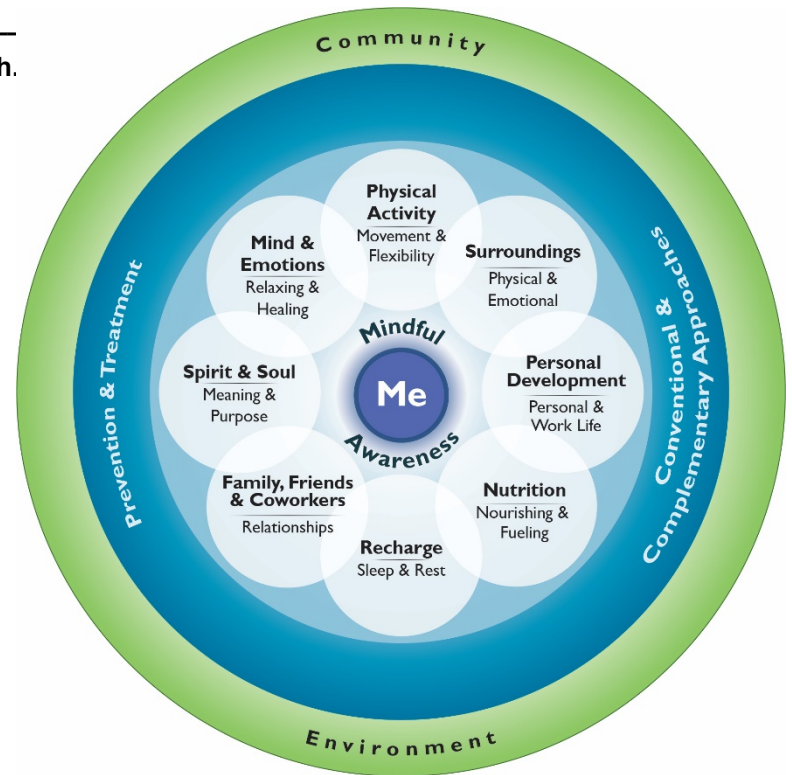 h.
Community
Prevention & Treatment
Conventional &
Complementary Approaches
Physical
Activity
Movement &
Flexibility
Surroundings
Physical &
Emotional
Personal
Development
Personal &
Work Life
Nutrition
Nourishing &
Fueling
Recharge
Sleep & Rest
Family, Friends
& Coworkers
Relationships
Spirit & Soul
Meaning &
Purpose
Mind &
Emotions
Relaxing &
Healing
Mindful
Me
Awareness
Environment